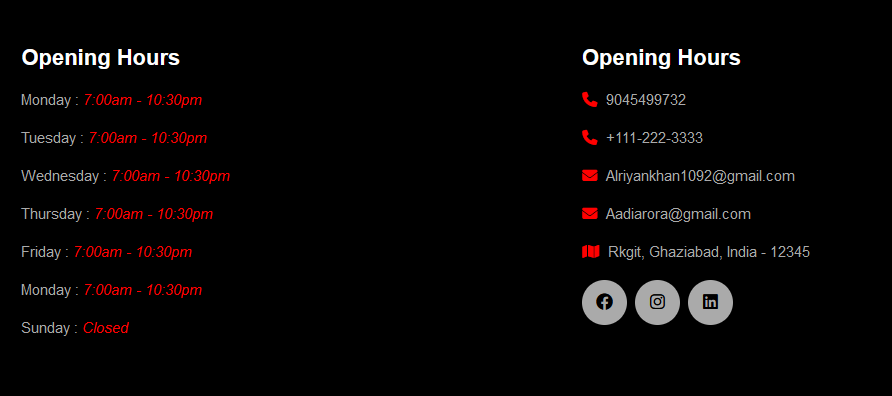 Opening Hours
Monday : 7:00am - 10:30pm
Tuesday : 7:00am - 10:30pm
Wednesday : 7:00am - 10:30pm
Thursday : 7:00am - 10:30pm
Friday : 7:00am - 10:30pm
Monday : 7:00am - 10:30pm
Sunday : Closed
Opening Hours
9045499732
+111-222-3333
Alriyankhan1092@gmail.com
Aadiarora@gmail.com
Rkgit, Ghaziabad, India - 12345